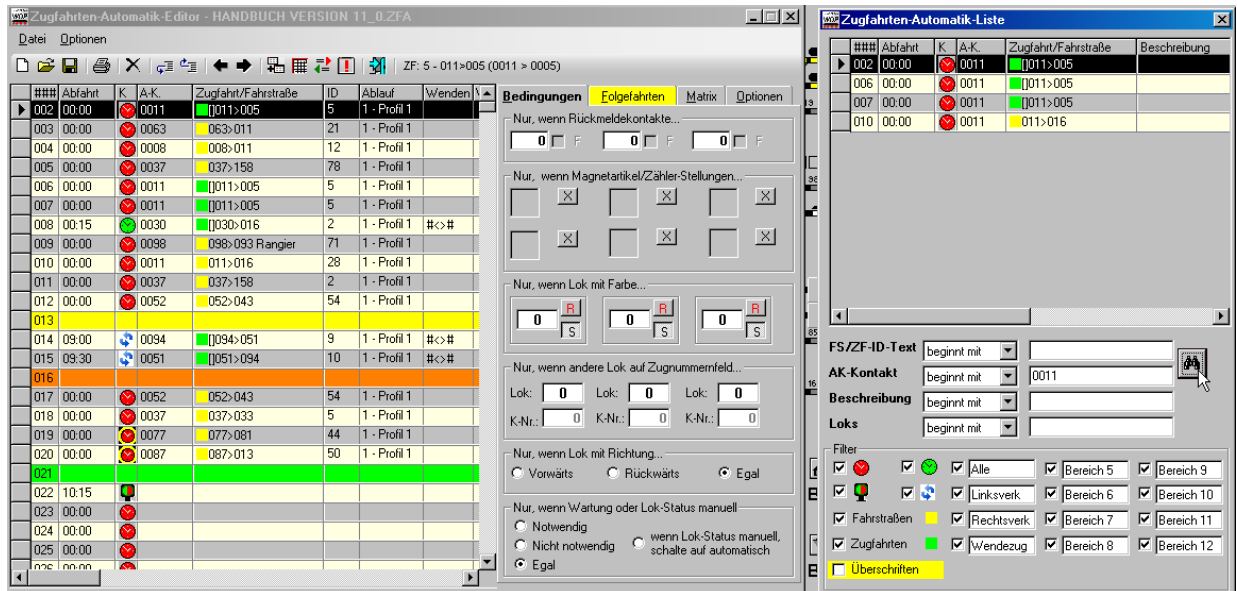 Zugfahrten-Automatik-Editor - HANDBUCH VERSION 11_0.ZFA
Datei Optionen
ZF: 5 - 011>005 (0011 > 0005)
### Abfahrt K A-K. Zugfahrt/Fahrstraße ID Ablauf Wenden
002 00:00 0011 []011>005 5 1 - Profil 1
003 00:00 0063 063>011 21 1 - Profil 1
004 00:00 0008 008>011 12 1 - Profil 1
005 00:00 0037 037>158 78 1 - Profil 1
006 00:00 0011 []011>005 5 1 - Profil 1
007 00:00 0011 []011>005 5 1 - Profil 1
008 00:15 0030 []030>016 2 1 - Profil 1 #<>#
009 00:00 0098 098>093 Rangier 71 1 - Profil 1
010 00:00 0011 011>016 28 1 - Profil 1
011 00:00 0037 037>158 2 1 - Profil 1
012 00:00 0052 052>043 54 1 - Profil 1
013
014 09:00 0094 []094>051 9 1 - Profil 1 #<>#
015 09:30 0051 []051>094 10 1 - Profil 1 #<>#
016
017 00:00 0052 052>043 54 1 - Profil 1
018 00:00 0037 037>033 5 1 - Profil 1
019 00:00 0077 077>081 44 1 - Profil 1
020 00:00 0087 087>013 50 1 - Profil 1
021
022 10:15
023 00:00
024 00:00
025 00:00
026 00:00
Bedingungen Folgefahrten Matrix Optionen
Nur, wenn Rückmeldekontakte...
0 F 0 F 0 F
Nur, wenn Magnetartikel/Zähler-Stellungen...
X X X
X X X
Nur, wenn Lok mit Farbe...
0 R S 0 R S 0 R S
Nur, wenn andere Lok auf Zugnummernfeld...
Lok: 0 Lok: 0 Lok: 0
K-Nr.: 0 K-Nr.: 0 K-Nr.: 0
Nur, wenn Lok mit Richtung...
Vorwärts Rückwärts Egal
Nur, wenn Wartung oder Lok-Status manuell
Notwendig
Nicht notwendig
Egal
wenn Lok-Status manuell,
schalte auf automatisch
Zugfahrten-Automatik-Liste
### Abfahrt K A-K. Zugfahrt/Fahrstraße Beschreibung
002 00:00 0011 []011>005
006 00:00 0011 []011>005
007 00:00 0011 []011>005
010 00:00 0011 011>016
FS/ZF-ID-Text beginnt mit
AK-Kontakt beginnt mit 0011
Beschreibung beginnt mit
Loks beginnt mit
Filter
Alle Bereich 5 Bereich 9
Linksverk Bereich 6 Bereich 10
Fahrstraßen Rechtsverk Bereich 7 Bereich 11
Zugfahrten Wendezug Bereich 8 Bereich 12
Überschriften